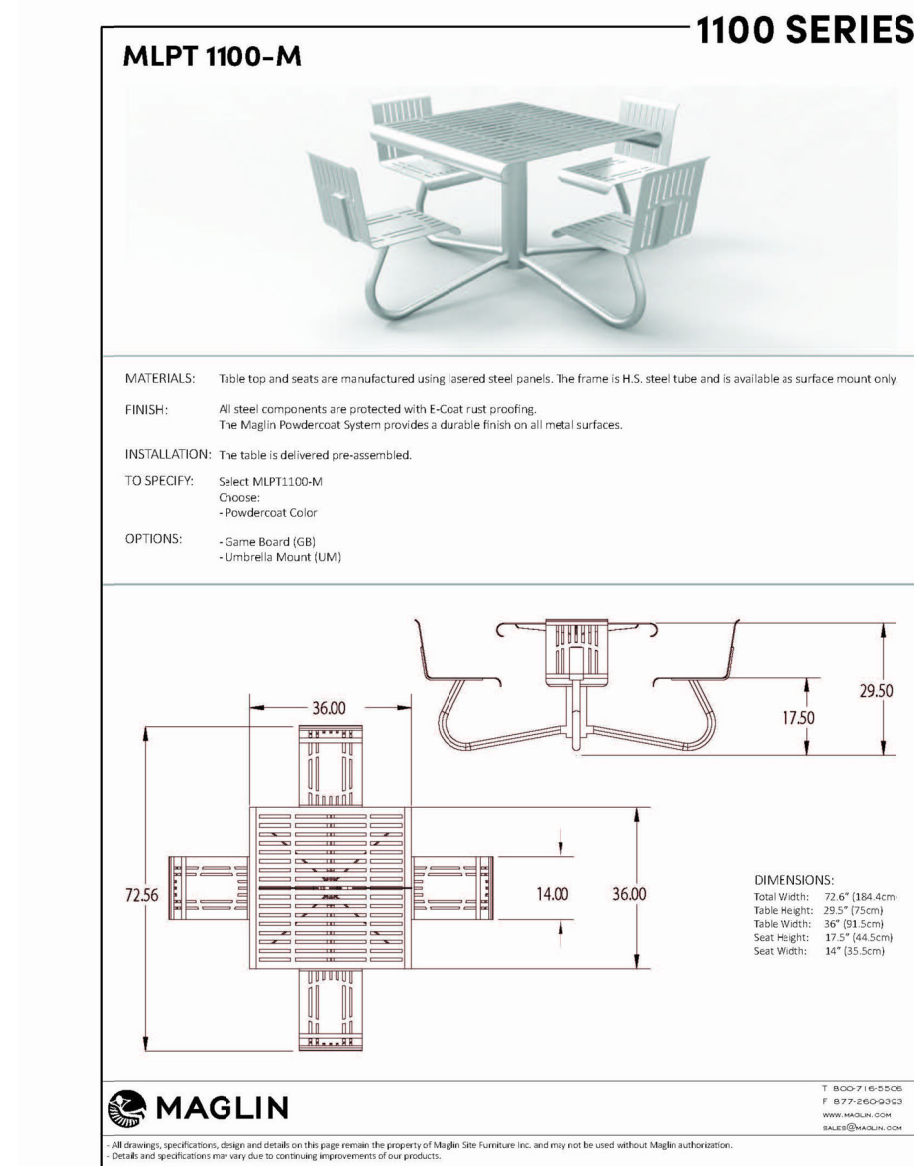 1100 SERIES
MLPT 1100-M
MATERIALS: Table top and seats are manufactured using lasered steel panels. The frame is H.S. steel tube and is available as surface mount only
FINISH: All steel components are protected with E-Coat rust proofing.
The Maglin Powdercoat System provides a durable finish on all metal surfaces.
INSTALLATION: The table is delivered pre-assembled.
TO SPECIFY: Select MLPT1100-M
Choose:
- Powdercoat Color
OPTIONS: - Game Board (GB)
- Umbrella Mount (UM)
29.50
17.50
36.00
72.56
14.00
36.00
DIMENSIONS:
Total Width: 72.6" (184.4cm
Table Height: 29.5" (75cm)
Table Width: 36" (91.5cm)
Seat Height: 17.5" (44.5cm)
Seat Width: 14" (35.5cm)
MAGLIN
T 800-716-5506
F 877-260-9393
WWW.MAGLIN.COM
SALES@MAGLIN.COM
- All drawings, specifications, design and details on this page remain the property of Maglin Site Furniture Inc. and may not be used without Maglin authorization.
- Details and specifications may vary due to continuing improvements of our products.